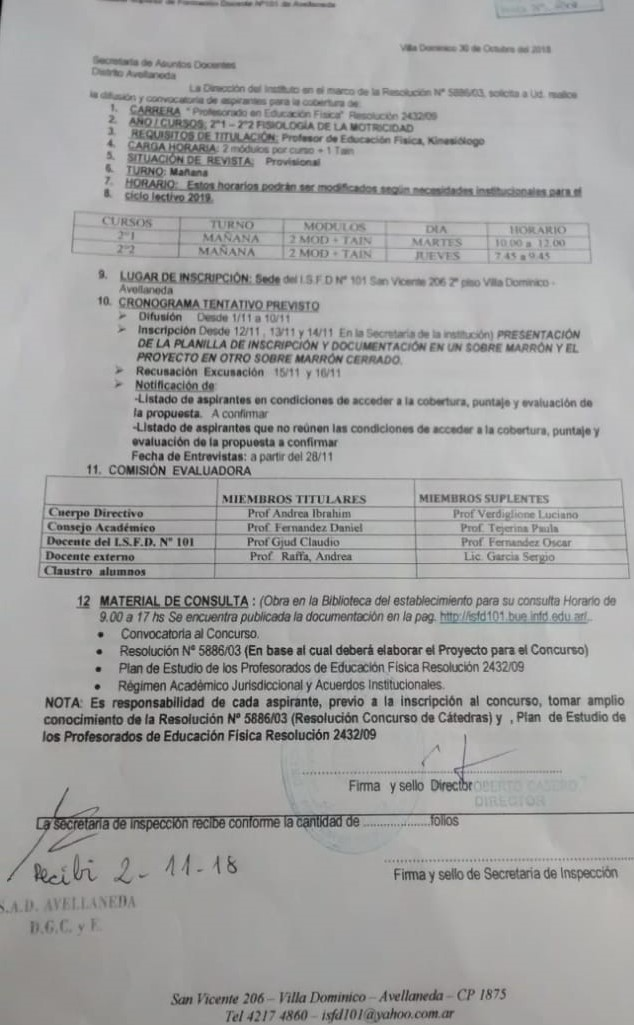 Superior de Formación Docente Nº101 de Avellaneda
Villa Dominico 30 de Octubre del 2018
Secretaria de Asuntos Docentes
Distrito Avellaneda
La Dirección del Instituto en el marco de la Resolución Nº 5886/03, solicita a Ud. realice
la difusión y convocatoria de aspirantes para la cobertura de:
1. CARRERA "Profesorado en Educación Física" Resolución 2432/09
2. AÑO / CURSOS: 2º1 – 2º2 FISIOLOGÍA DE LA MOTRICIDAD
3. REQUISITOS DE TITULACIÓN: Profesor de Educación Física, Kinesiólogo
4. CARGA HORARIA: 2 módulos por curso + 1 Tain
5. SITUACIÓN DE REVISTA: Provisional
6. TURNO: Mañana
7. HORARIO: Estos horarios podrán ser modificados según necesidades institucionales para el
8. ciclo lectivo 2019.
CURSOS TURNO MODULOS DIA HORARIO
2º1 MAÑANA 2 MOD + TAIN MARTES 10.00 a 12.00
2º2 MAÑANA 2 MOD + TAIN JUEVES 7.45 a 9.45
9. LUGAR DE INSCRIPCIÓN: Sede del I.S.F.D Nº 101 San Vicente 206 2º piso Villa Dominico -
Avellaneda
10. CRONOGRAMA TENTATIVO PREVISTO
➢ Difusión Desde 1/11 a 10/11
➢ Inscripción Desde 12/11 , 13/11 y 14/11 En la Secretaria de la institución) PRESENTACIÓN
DE LA PLANILLA DE INSCRIPCIÓN Y DOCUMENTACIÓN EN UN SOBRE MARRÓN Y EL
PROYECTO EN OTRO SOBRE MARRÓN CERRADO.
➢ Recusación Excusación 15/11 y 16/11
➢ Notificación de:
-Listado de aspirantes en condiciones de acceder a la cobertura, puntaje y evaluación de
la propuesta. A confirmar
-Listado de aspirantes que no reúnen las condiciones de acceder a la cobertura, puntaje y
evaluación de la propuesta a confirmar
Fecha de Entrevistas: a partir del 28/11
11. COMISIÓN EVALUADORA
MIEMBROS TITULARES MIEMBROS SUPLENTES
Cuerpo Directivo Prof Andrea Ibrahim Prof Verdiglione Luciano
Consejo Académico Prof. Fernandez Daniel Prof. Tejerina Paula
Docente del I.S.F.D. Nº 101 Prof Gjud Claudio Prof. Fernandez Oscar
Docente externo Prof. Raffa, Andrea Lic. Garcia Sergio
Claustro alumnos
12 MATERIAL DE CONSULTA : (Obra en la Biblioteca del establecimiento para su consulta Horario de
9.00 a 17 hs Se encuentra publicada la documentación en la pag. http://isfd101.bue.infd.edu.ar/..
• Convocatoria al Concurso.
• Resolución Nº 5886/03 (En base al cual deberá elaborar el Proyecto para el Concurso)
• Plan de Estudio de los Profesorados de Educación Física Resolución 2432/09
• Régimen Académico Jurisdiccional y Acuerdos Institucionales.
NOTA: Es responsabilidad de cada aspirante, previo a la inscripción al concurso, tomar amplio
conocimiento de la Resolución Nº 5886/03 (Resolución Concurso de Cátedras) y , Plan de Estudio de
los Profesorados de Educación Física Resolución 2432/09
Firma y sello Director
DIRECTOR
La secretaria de inspección recibe conforme la cantidad de ....................folios
Recibi 2-11-18
Firma y sello de Secretaria de Inspección
S.A.D. AVELLANEDA
D.G.C. y E.
San Vicente 206 – Villa Dominico – Avellaneda – CP 1875
Tel 4217 4860 – isfd101@yahoo.com.ar